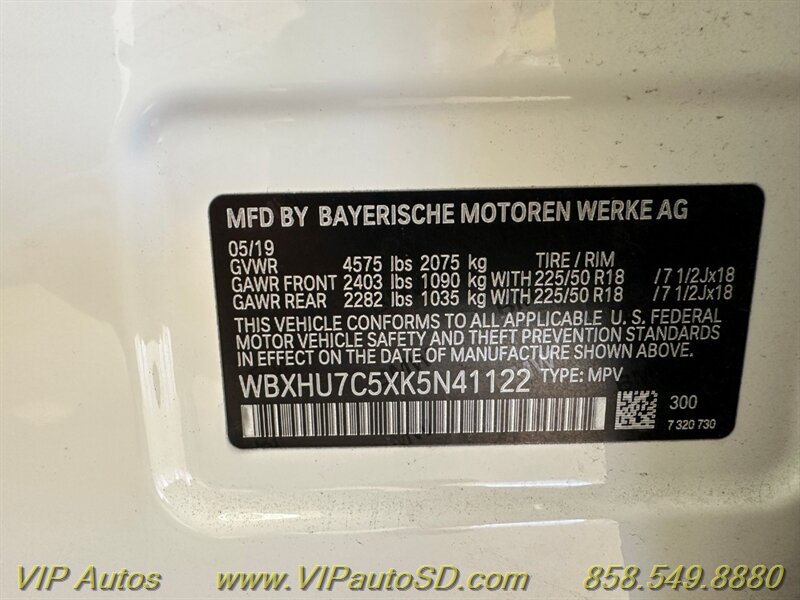 MFD BY BAYERISCHE MOTOREN WERKE AG
05/19
GVWR 4575 lbs 2075 kg TIRE / RIM
GAWR FRONT 2403 lbs 1090 kg WITH 225/50 R18 /7 1/2Jx18
GAWR REAR 2282 lbs 1035 kg WITH 225/50 R18 /7 1/2Jx18
THIS VEHICLE CONFORMS TO ALL APPLICABLE U. S. FEDERAL
MOTOR VEHICLE SAFETY AND THEFT PREVENTION STANDARDS
IN EFFECT ON THE DATE OF MANUFACTURE SHOWN ABOVE.
WBXHU7C5XK5N41122 TYPE: MPV
300
7 320 730
VIP Autos www.VIPautoSD.com 858.549.8880